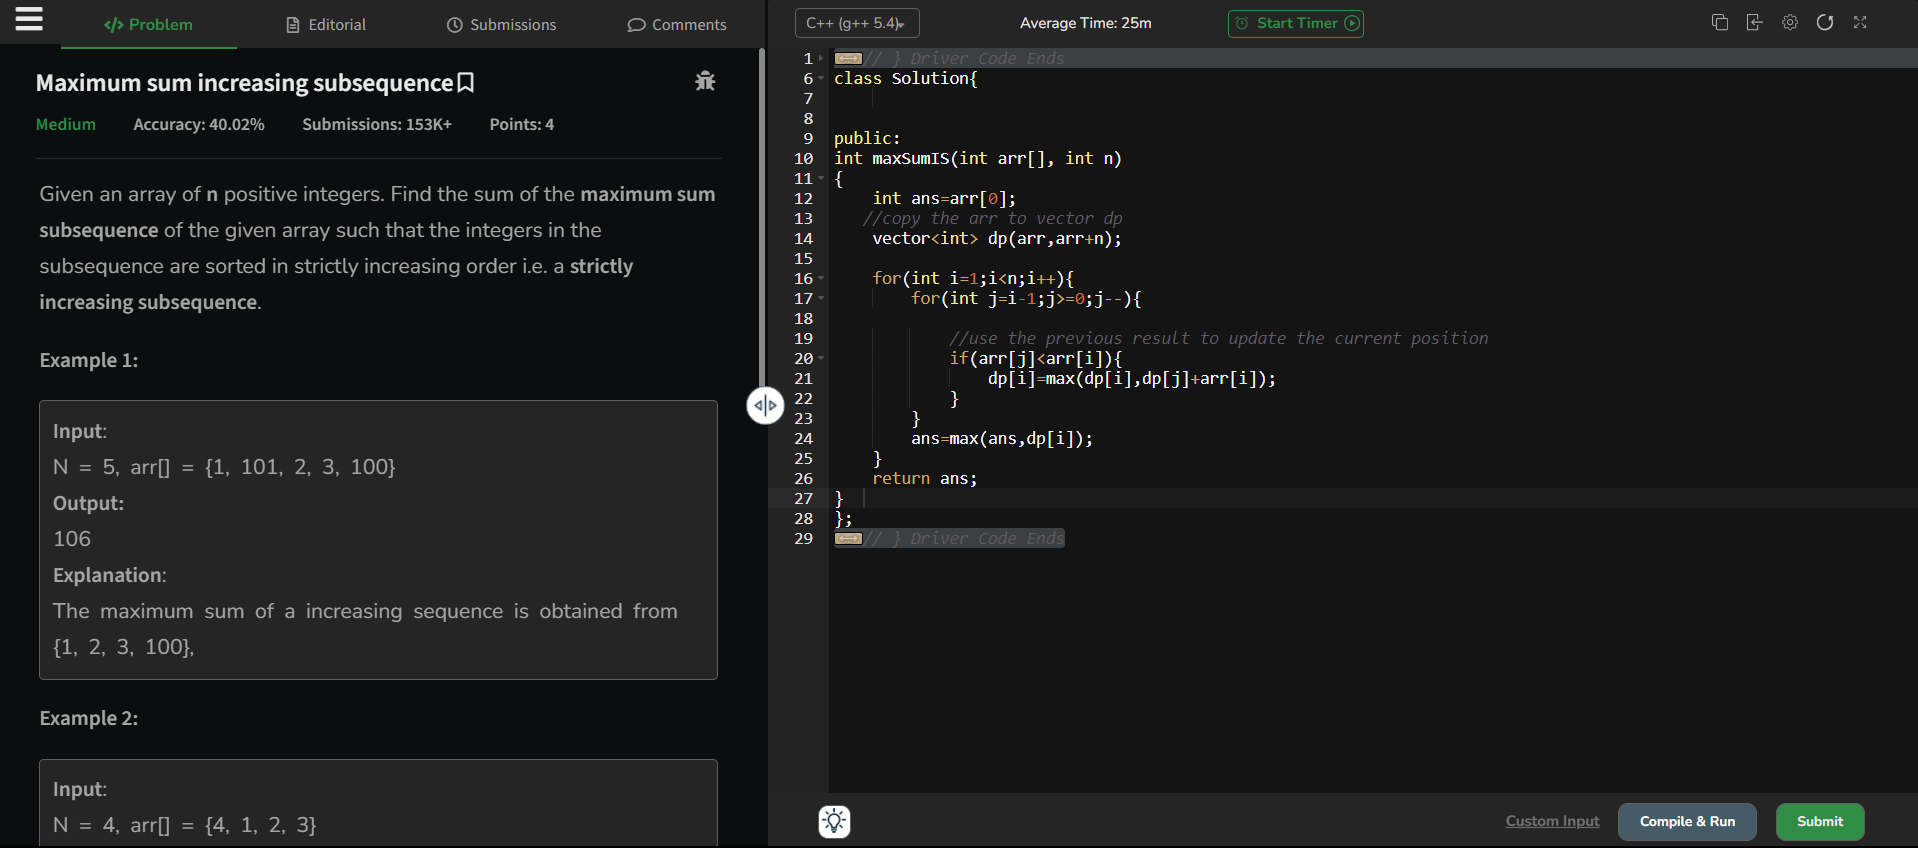 </> Problem
Editorial
Submissions
Comments
Maximum sum increasing subsequence
Medium Accuracy: 40.02% Submissions: 153K+ Points: 4
Given an array of n positive integers. Find the sum of the maximum sum
subsequence of the given array such that the integers in the
subsequence are sorted in strictly increasing order i.e. a strictly
increasing subsequence.
Example 1:
Input:
N = 5, arr[] = {1, 101, 2, 3, 100}
Output:
106
Explanation:
The maximum sum of a increasing sequence is obtained from
{1, 2, 3, 100},
Example 2:
Input:
N = 4, arr[] = {4, 1, 2, 3}
C++ (g++ 5.4)
Average Time: 25m
Start Timer
1 // } Driver Code Ends
6 class Solution{
7
8
9 public:
10 int maxSumIS(int arr[], int n)
11 {
12 int ans=arr[0];
13 //copy the arr to vector dp
14 vector<int> dp(arr,arr+n);
15
16 for(int i=1;i<n;i++){
17 for(int j=i-1;j>=0;j--){
18
19 //use the previous result to update the current position
20 if(arr[j]<arr[i]){
21 dp[i]=max(dp[i],dp[j]+arr[i]);
22 }
23 }
24 ans=max(ans,dp[i]);
25 }
26 return ans;
27 }
28 };
29 // } Driver Code Ends
Custom Input
Compile & Run
Submit